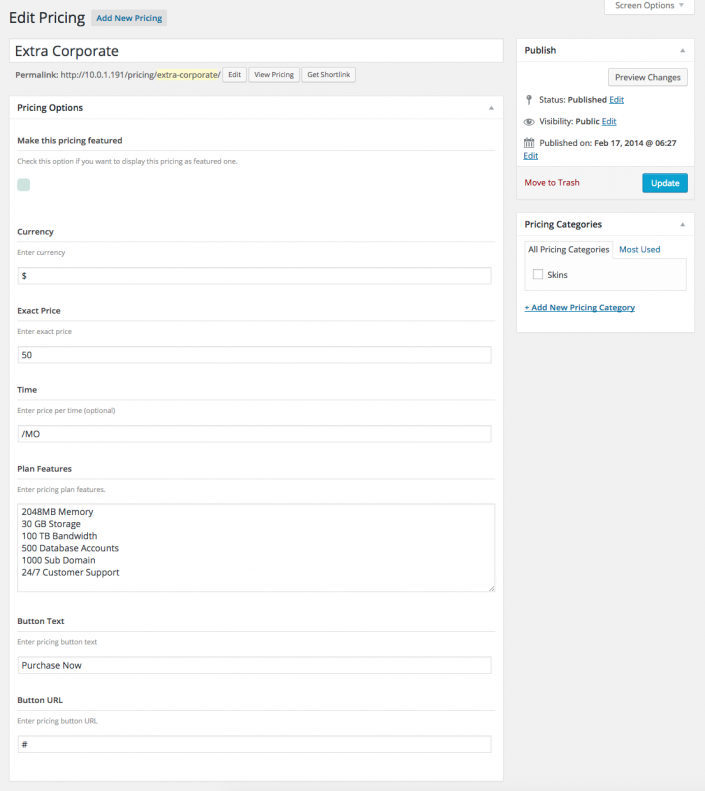 Screen Options
Edit Pricing Add New Pricing
Extra Corporate
Permalink: http://10.0.1.191/pricing/extra-corporate/ Edit View Pricing Get Shortlink
Pricing Options
Make this pricing featured
Check this option if you want to display this pricing as featured one.
Currency
Enter currency
$
Exact Price
Enter exact price
50
Time
Enter price per time (optional)
/MO
Plan Features
Enter pricing plan features.
2048MB Memory
30 GB Storage
100 TB Bandwidth
500 Database Accounts
1000 Sub Domain
24/7 Customer Support
Button Text
Enter pricing button text
Purchase Now
Button URL
Enter pricing button URL
#
Publish
Preview Changes
Status: Published Edit
Visibility: Public Edit
Published on: Feb 17, 2014 @ 06:27
Edit
Move to Trash Update
Pricing Categories
All Pricing Categories Most Used
Skins
+ Add New Pricing Category